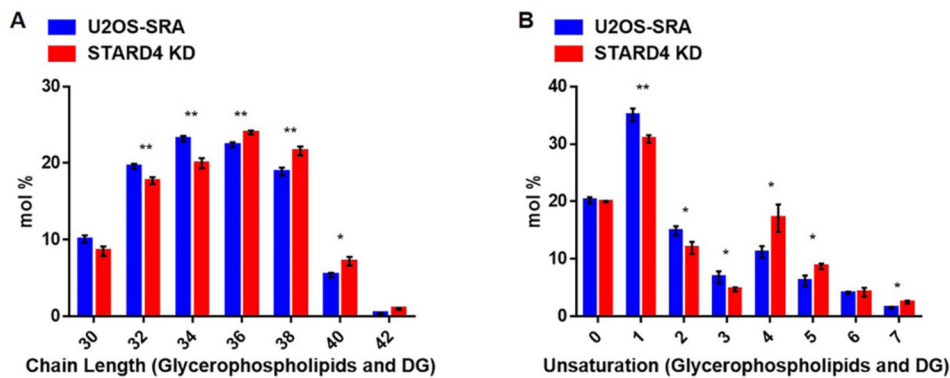 A
U2OS-SRA
STARD4 KD
30
20
10
0
mol %
** ** ** ** *
30 32 34 36 38 40 42
Chain Length (Glycerophospholipids and DG)
B
U2OS-SRA
STARD4 KD
40
30
20
10
0
mol %
** * * * * *
0 1 2 3 4 5 6 7
Unsaturation (Glycerophospholipids and DG)